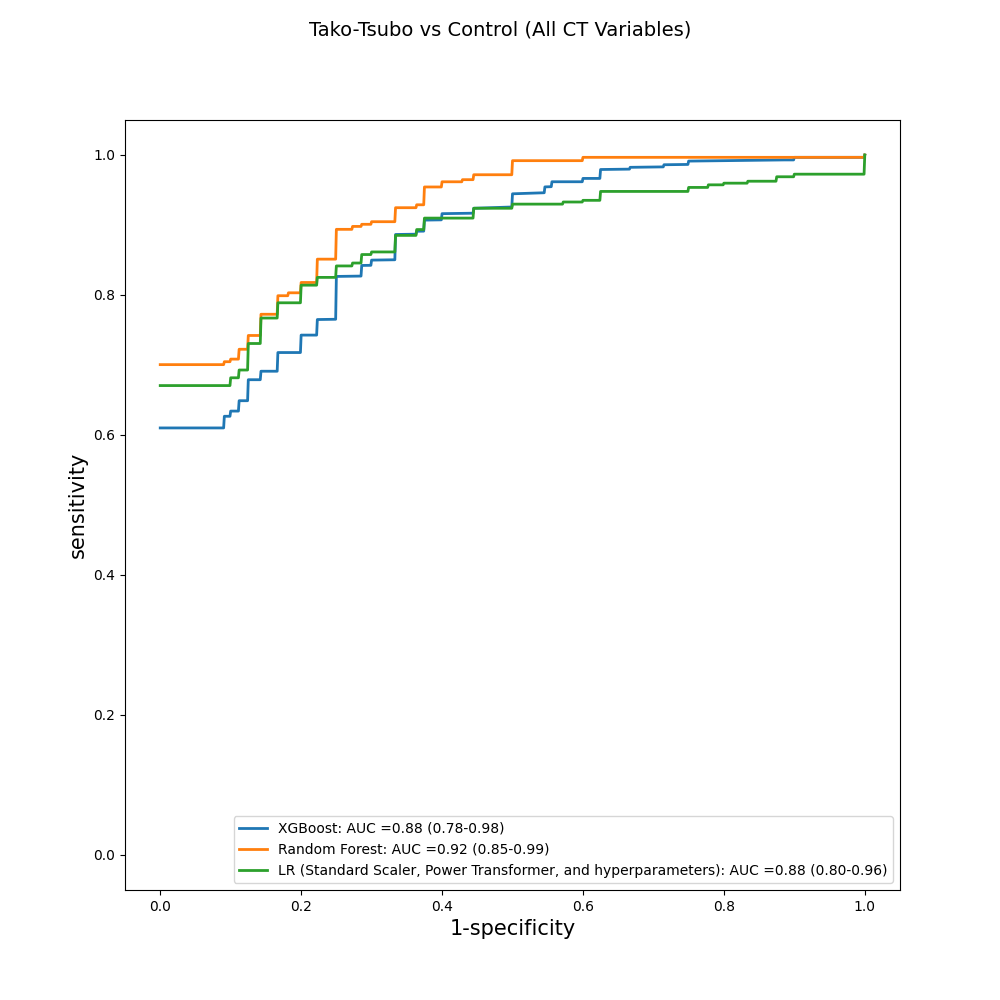 Tako-Tsubo vs Control (All CT Variables)
1.0
0.8
0.6
0.4
0.2
0.0
sensitivity
XGBoost: AUC =0.88 (0.78-0.98)
Random Forest: AUC =0.92 (0.85-0.99)
LR (Standard Scaler, Power Transformer, and hyperparameters): AUC =0.88 (0.80-0.96)
0.0 0.2 0.4 0.6 0.8 1.0
1-specificity